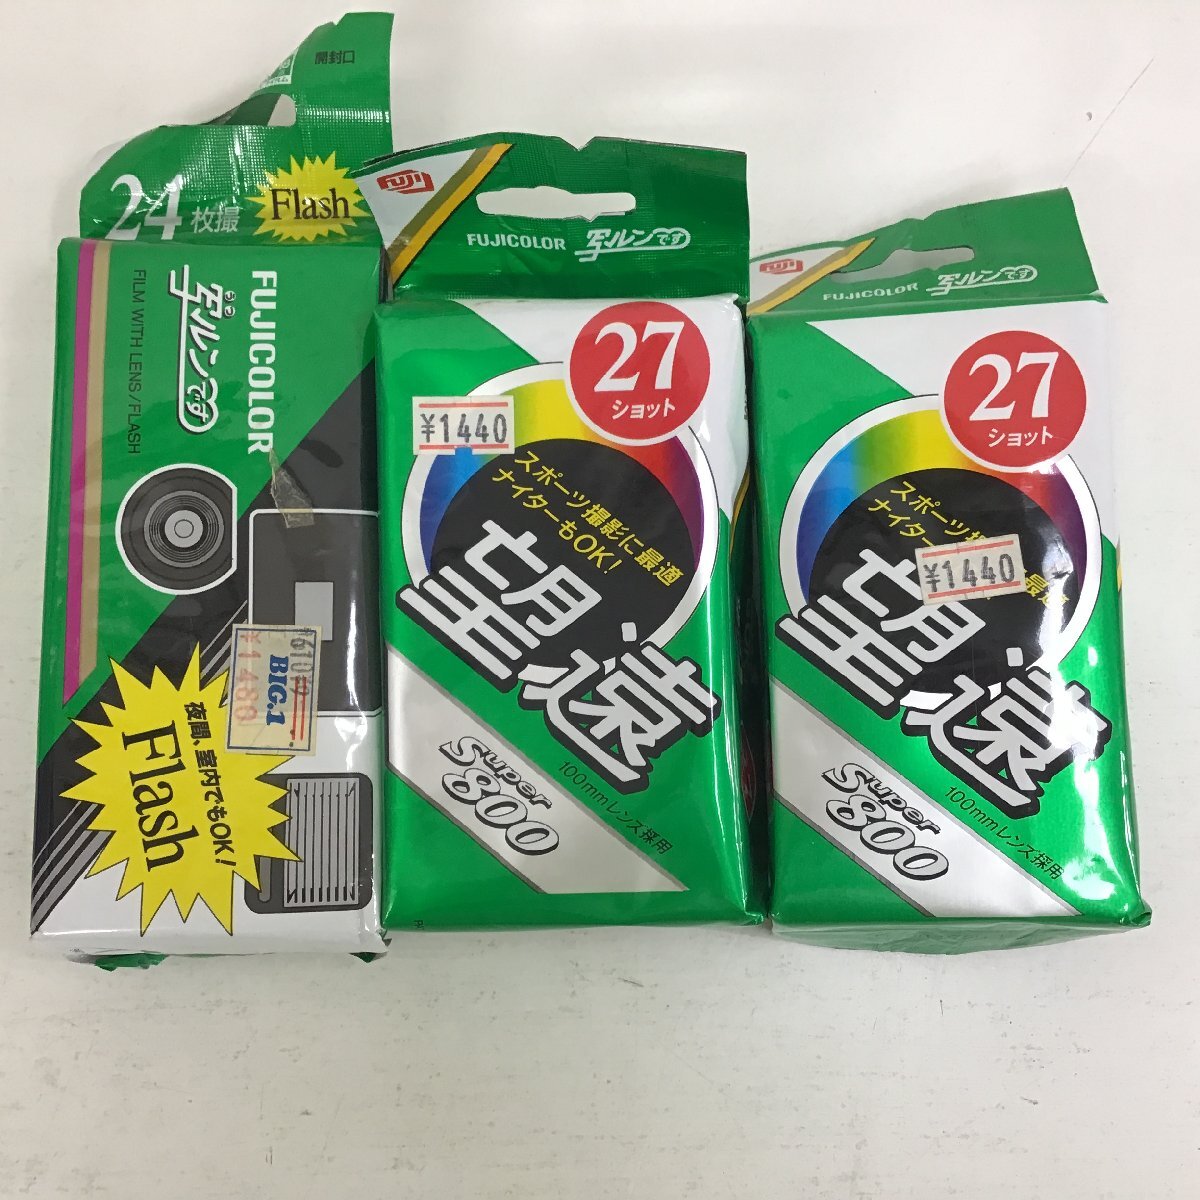 開封口
24枚撮
Flash
FUJICOLOR
写ルンです
FILM WITH LENS/FLASH
BIG.1
¥1480
夜間、室内でもOK!
Flash
FUJI
FUJICOLOR 写ルンです
27
ショット
¥1440
スポーツ撮影に最適
ナイターもOK!
望遠
Super
800
100mmレンズ採用
FUJI
FUJICOLOR 写ルンです
27
ショット
スポーツ撮
最適
ナイター
¥1440
望遠
Super
800
100mmレンズ採用